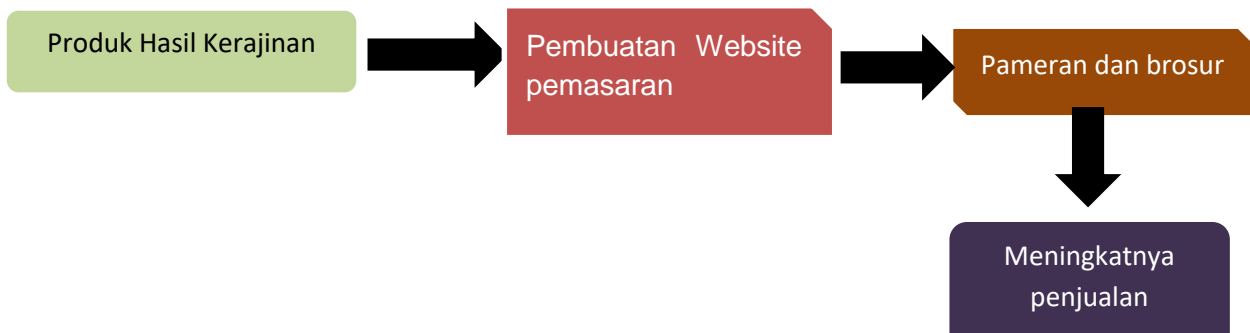 Produk Hasil Kerajinan
Pembuatan Website
pemasaran
Pameran dan brosur
Meningkatnya
penjualan